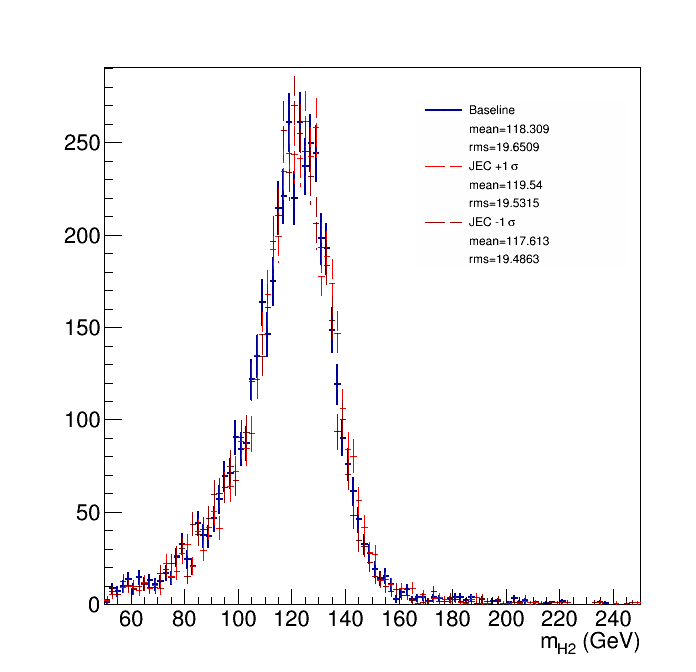 Baseline
mean=118.309
rms=19.6509
JEC +1 σ
mean=119.54
rms=19.5315
JEC -1 σ
mean=117.613
rms=19.4863
250
200
150
100
50
0
60 80 100 120 140 160 180 200 220 240
m_H2 (GeV)